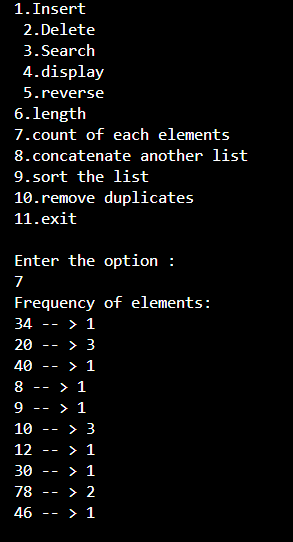 1.Insert
2.Delete
3.Search
4.display
5.reverse
6.length
7.count of each elements
8.concatenate another list
9.sort the list
10.remove duplicates
11.exit
Enter the option :
7
Frequency of elements:
34 -- > 1
20 -- > 3
40 -- > 1
8 -- > 1
9 -- > 1
10 -- > 3
12 -- > 1
30 -- > 1
78 -- > 2
46 -- > 1